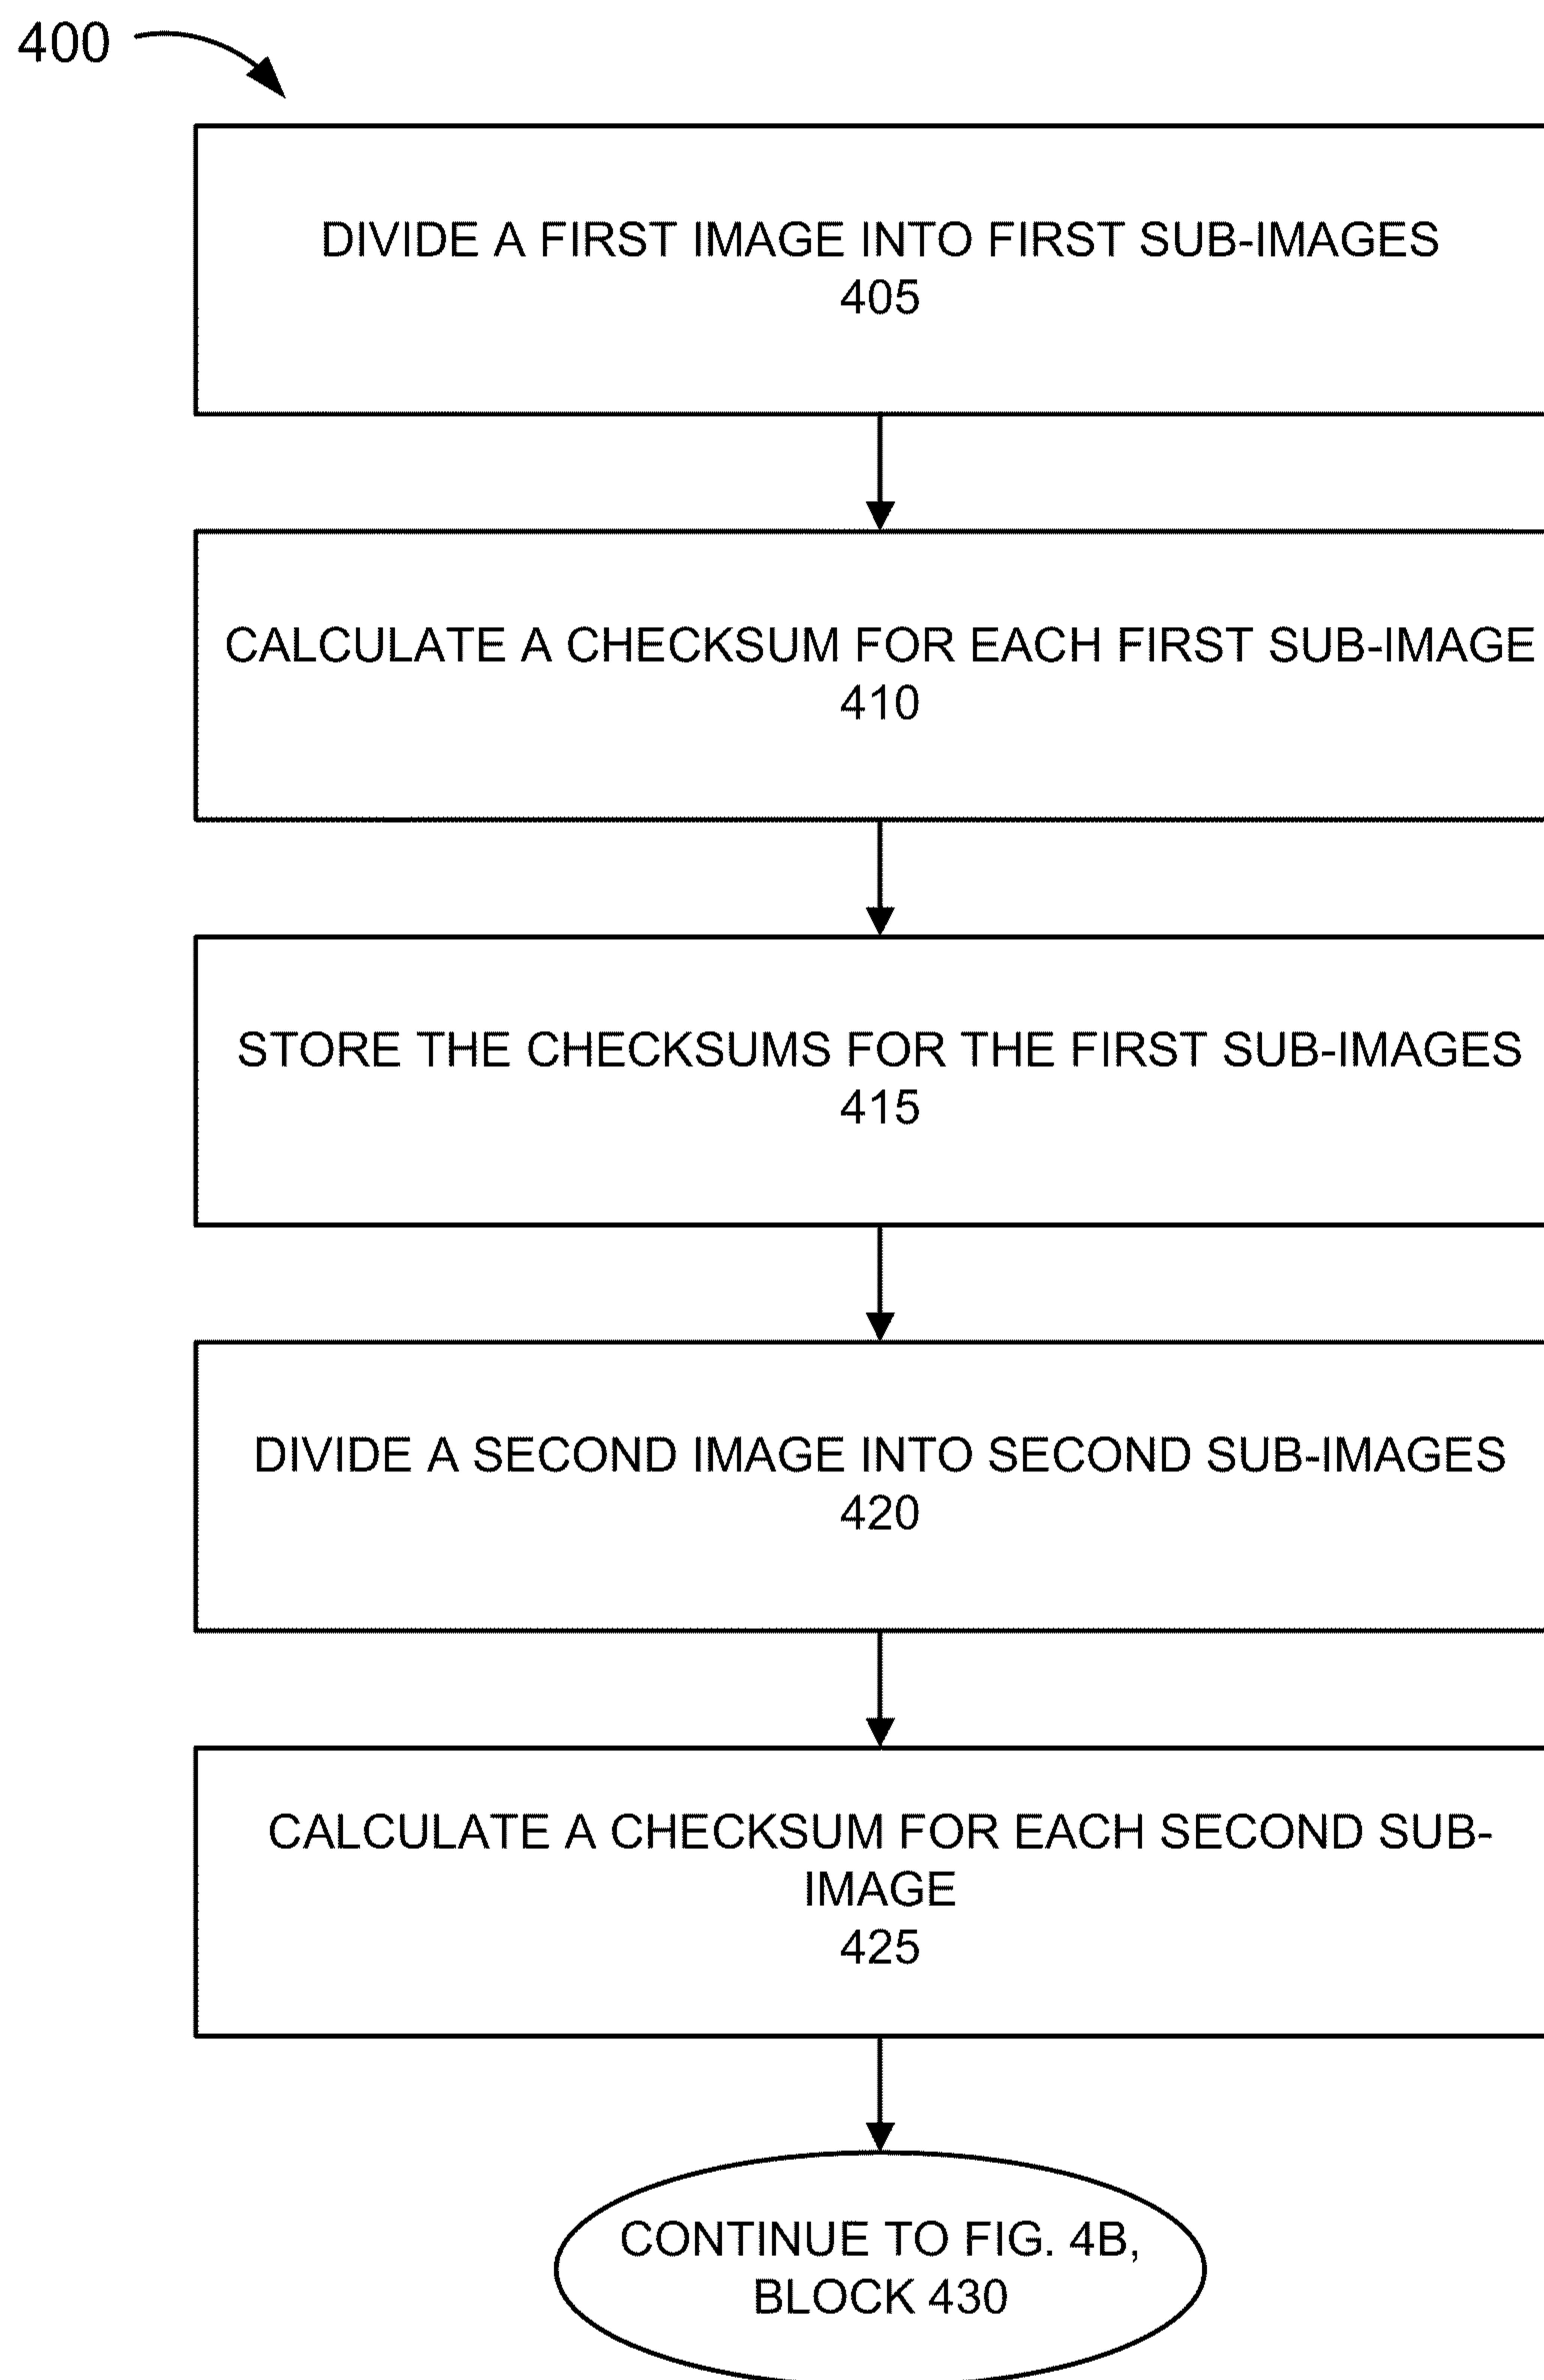 400
DIVIDE A FIRST IMAGE INTO FIRST SUB-IMAGES
405
CALCULATE A CHECKSUM FOR EACH FIRST SUB-IMAGE
410
STORE THE CHECKSUMS FOR THE FIRST SUB-IMAGES
415
DIVIDE A SECOND IMAGE INTO SECOND SUB-IMAGES
420
CALCULATE A CHECKSUM FOR EACH SECOND SUB-
IMAGE
425
CONTINUE TO FIG. 4B,
BLOCK 430